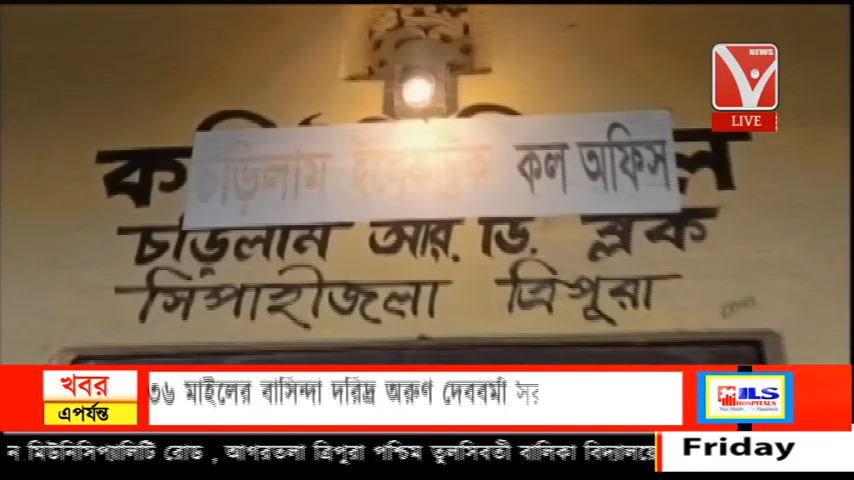 NEWS
LIVE
চড়িলাম ইলেকট্রিক কল অফিস
চড়িলাম আর. ডি. ব্লক
সিপাহীজলা ত্রিপুরা
খবর
এপর্যন্ত
৩৬ মাইলের বাসিন্দা দরিদ্র অরুণ দেববর্মা
ILS
HOSPITALS
ন মিউনিসিপ্যালিটি রোড , আগরতলা ত্রিপুরা পশ্চিম তুলসিবতী বালিকা বিদ্যালয়ে
Friday